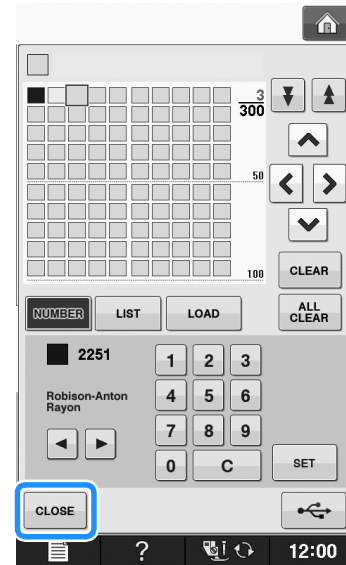 3
300
50
100
CLEAR
NUMBER LIST LOAD
ALL
CLEAR
2251
Robison-Anton
Rayon
1 2 3
4 5 6
7 8 9
0 C
SET
CLOSE
? 12:00